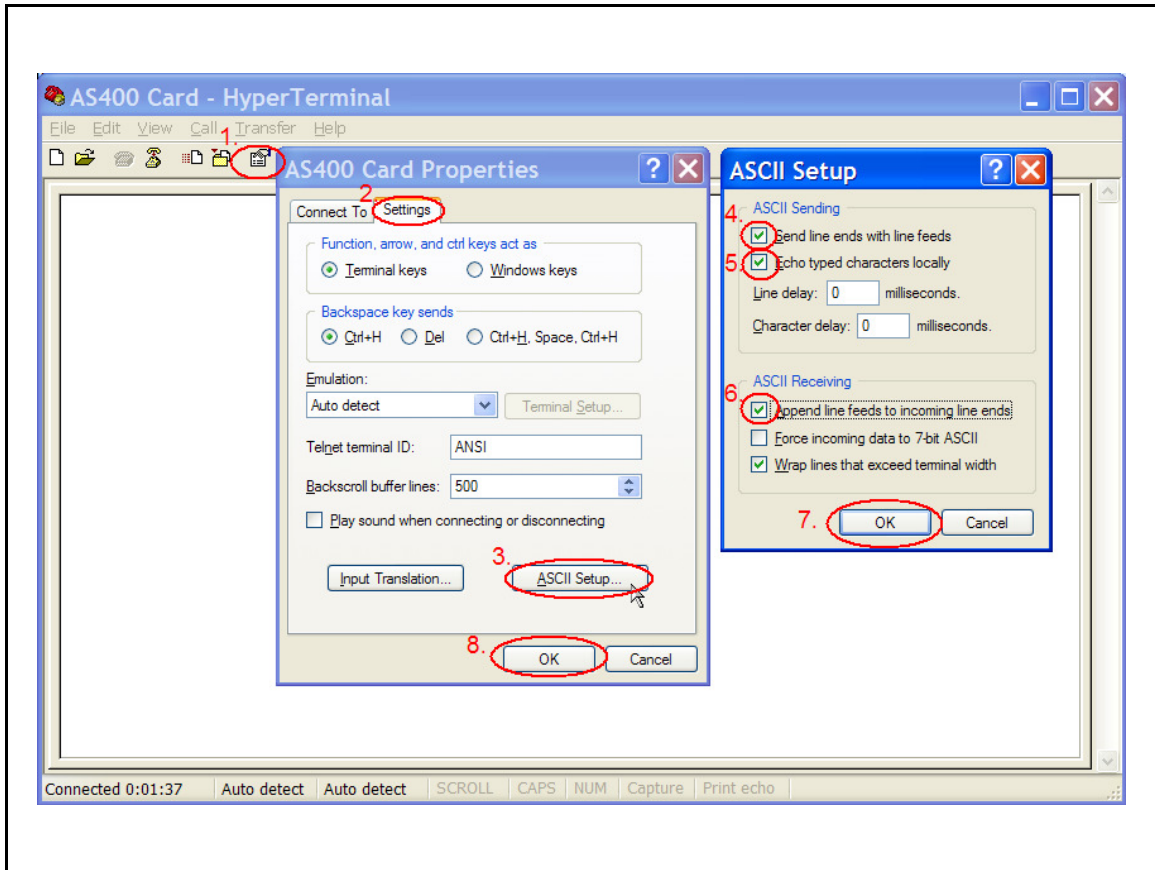 AS400 Card - HyperTerminal
File Edit View Call Transfer Help
1.
AS400 Card Properties
2.
Connect To Settings
Function, arrow, and ctrl keys act as
Terminal keys Windows keys
Backspace key sends
Ctrl+H Del Ctrl+H, Space, Ctrl+H
Emulation:
Auto detect Terminal Setup...
Telnet terminal ID: ANSI
Backscroll buffer lines: 500
Play sound when connecting or disconnecting
3.
Input Translation... ASCII Setup...
8. OK Cancel
ASCII Setup
ASCII Sending
4. Send line ends with line feeds
5. Echo typed characters locally
Line delay: 0 milliseconds.
Character delay: 0 milliseconds.
ASCII Receiving
6. Append line feeds to incoming line ends
Force incoming data to 7-bit ASCII
Wrap lines that exceed terminal width
7. OK Cancel
Connected 0:01:37 Auto detect Auto detect SCROLL CAPS NUM Capture Print echo